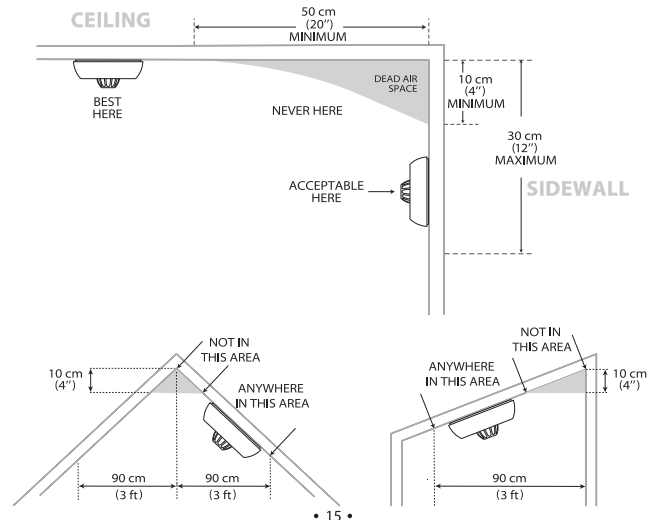 CEILING
50 cm
(20")
MINIMUM
BEST
HERE
NEVER HERE
DEAD AIR
SPACE
10 cm
(4")
MINIMUM
30 cm
(12")
MAXIMUM
ACCEPTABLE
HERE
SIDEWALL
NOT IN
THIS AREA
10 cm
(4")
ANYWHERE
IN THIS AREA
90 cm
(3 ft)
90 cm
(3 ft)
NOT IN
THIS AREA
ANYWHERE
IN THIS AREA
10 cm
(4")
90 cm
(3 ft)
• 15 •